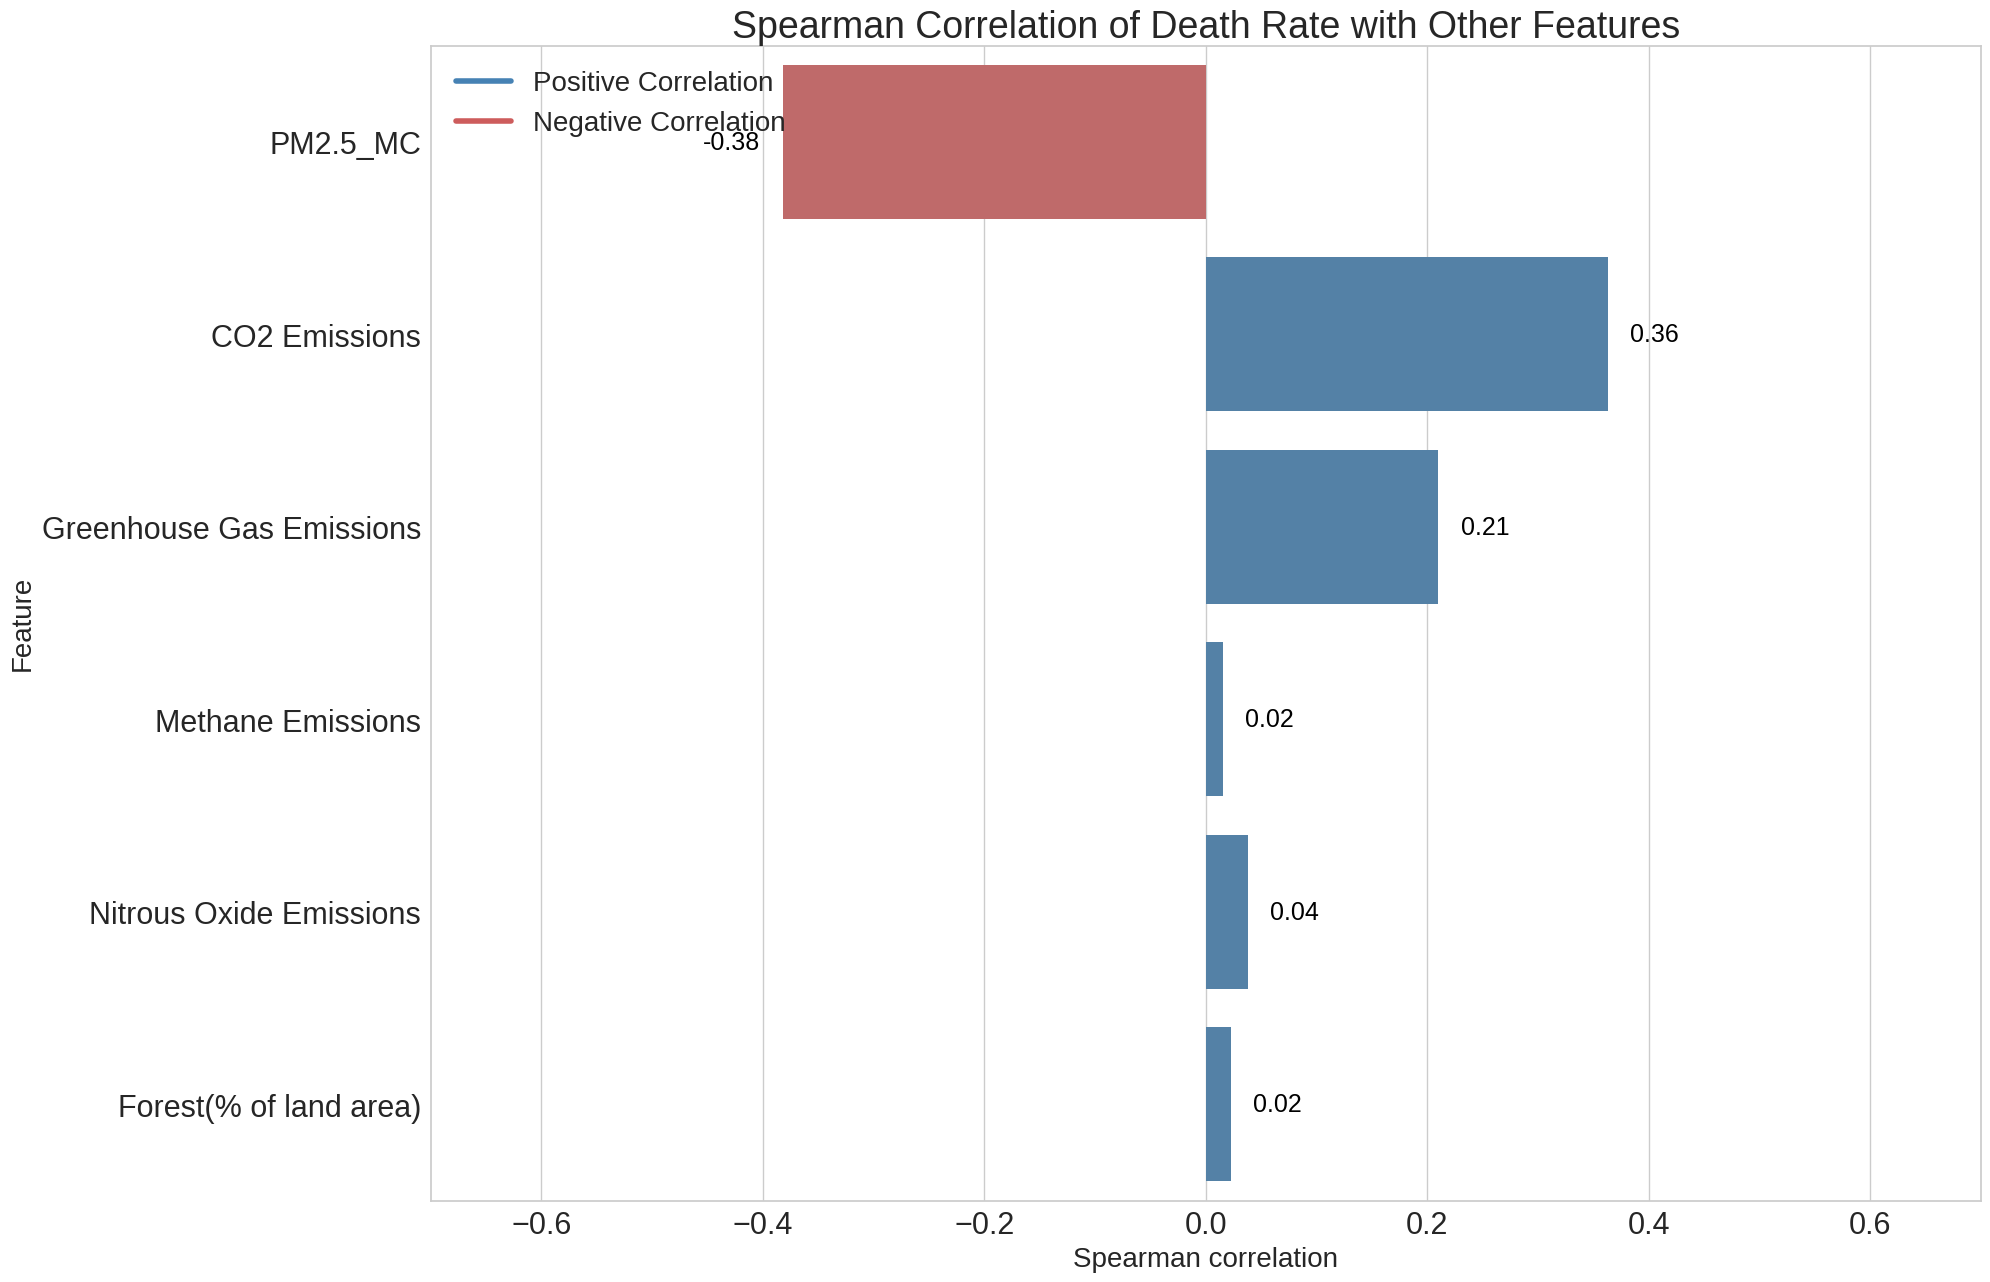 Spearman Correlation of Death Rate with Other Features
Positive Correlation
Negative Correlation
PM2.5_MC
-0.38
CO2 Emissions
0.36
Greenhouse Gas Emissions
0.21
Feature
Methane Emissions
0.02
Nitrous Oxide Emissions
0.04
Forest(% of land area)
0.02
−0.6 −0.4 −0.2 0.0 0.2 0.4 0.6
Spearman correlation